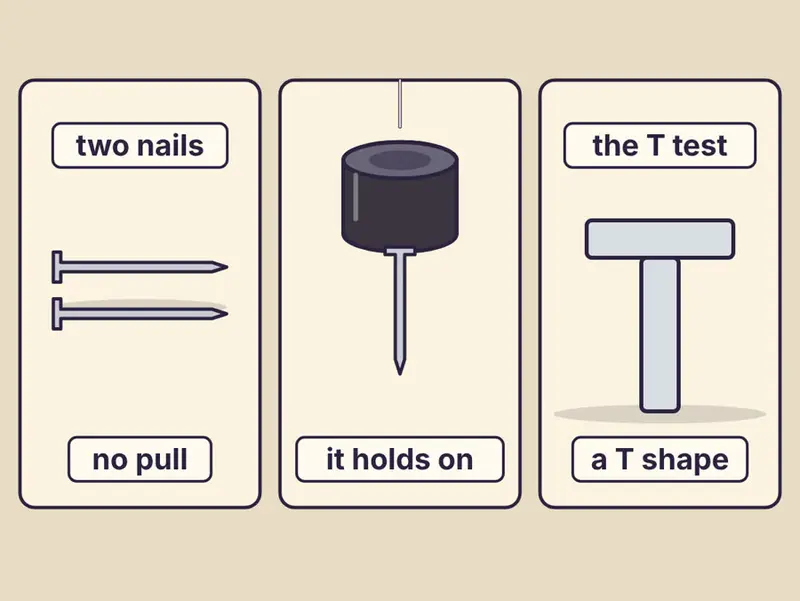 two nails
no pull
it holds on
the T test
a T shape